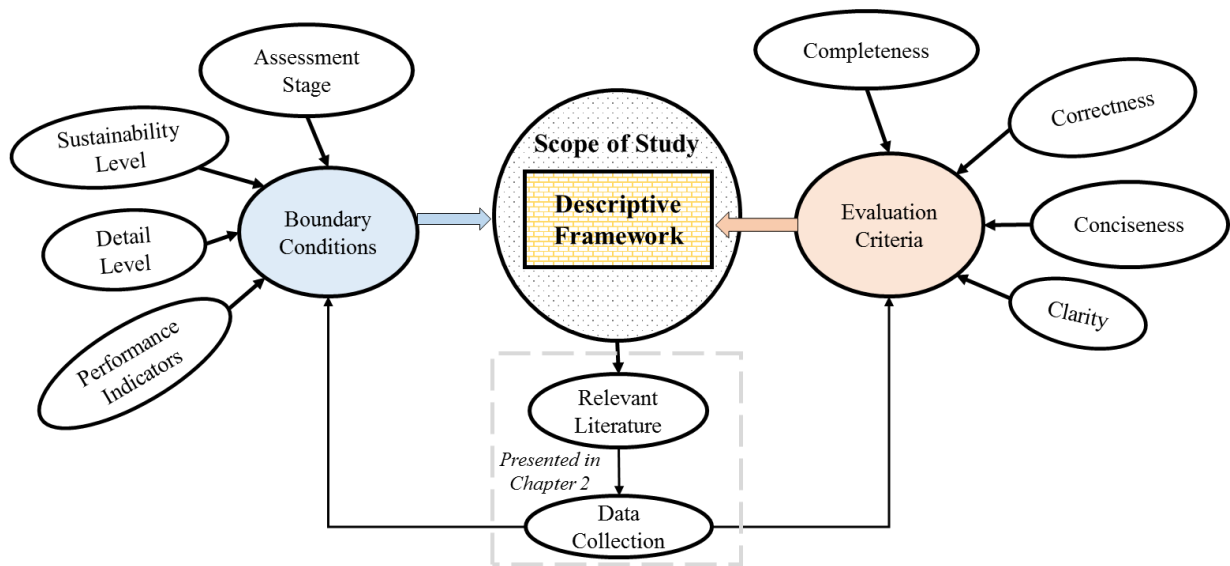 Assessment
Stage
Sustainability
Level
Detail
Level
Performance
Indicators
Boundary
Conditions
Scope of Study
Descriptive
Framework
Completeness
Correctness
Conciseness
Clarity
Evaluation
Criteria
Relevant
Literature
Presented in
Chapter 2
Data
Collection